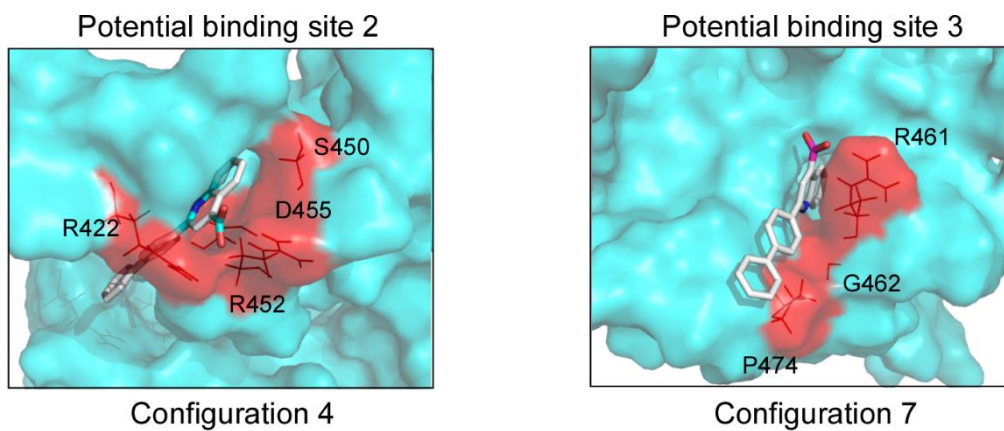 Potential binding site 2
S450
D455
R422
R452
Configuration 4
Potential binding site 3
R461
G462
P474
Configuration 7